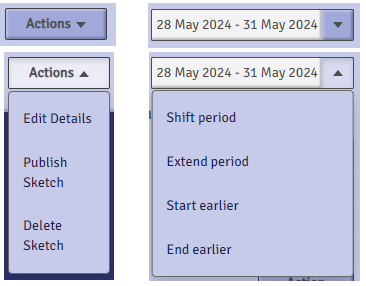 Actions
28 May 2024 - 31 May 2024
Actions
28 May 2024 - 31 May 2024
Edit Details
Publish
Sketch
Delete
Sketch
Shift period
Extend period
Start earlier
End earlier
Action